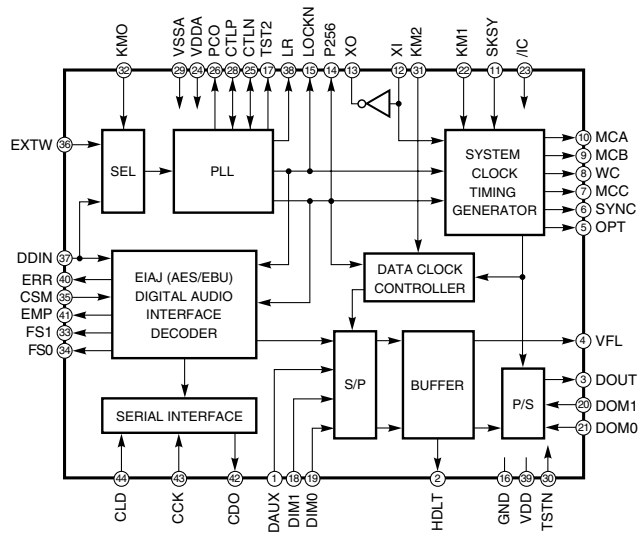 KMO
VSSA
VDDA
PCO
CTLP
CTLN
TST2
LR
LOCKN
P256
XO
XI
KM2
KM1
SKSY
/IC
32
29
24
26
28
25
17
38
15
14
13
12
31
22
11
23
EXTW
36
SEL
PLL
SYSTEM
CLOCK
TIMING
GENERATOR
10 MCA
9 MCB
8 WC
7 MCC
6 SYNC
5 OPT
DDIN 37
ERR 40
CSM 35
EMP 41
FS1 33
FS0 34
EIAJ (AES/EBU)
DIGITAL AUDIO
INTERFACE
DECODER
DATA CLOCK
CONTROLLER
S/P
BUFFER
P/S
4 VFL
3 DOUT
20 DOM1
21 DOM0
SERIAL INTERFACE
44
43
42
1
18
19
2
16
39
30
CLD
CCK
CDO
DAUX
DIM1
DIM0
HDLT
GND
VDD
TSTN